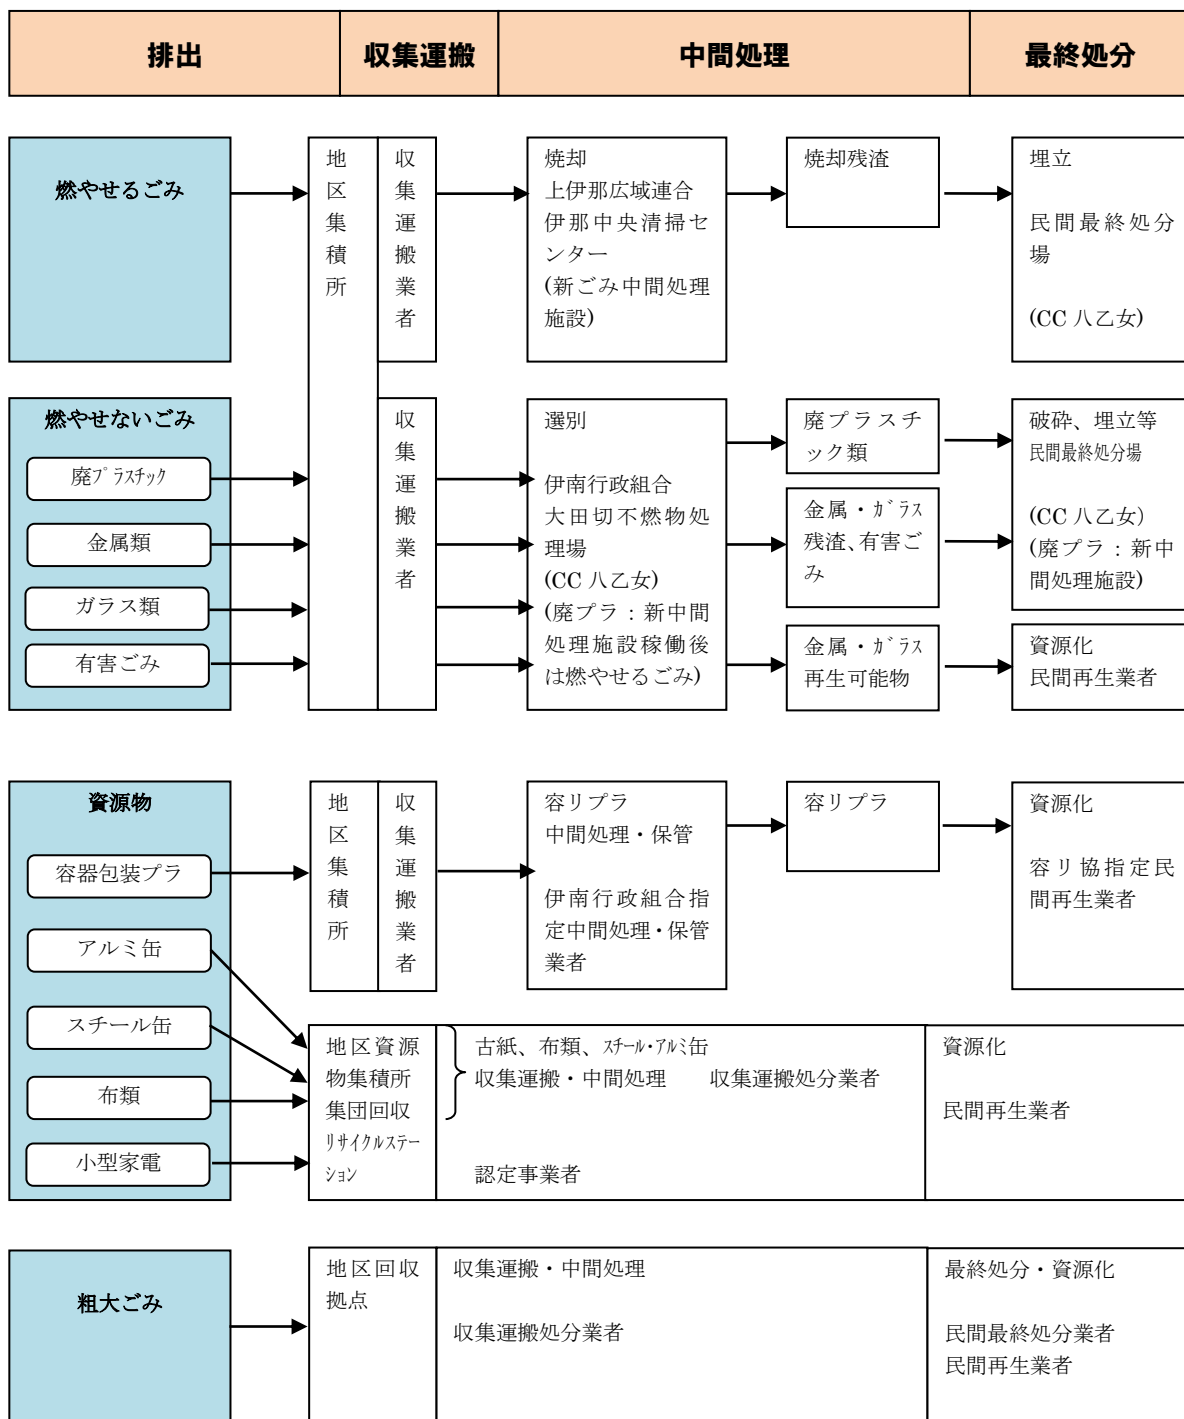 排出
収集運搬
中間処理
最終処分
燃やせるごみ
地区集積所
収集運搬業者
焼却
上伊那広域連合
伊那中央清掃セ
ンター
(新ごみ中間処理
施設)
焼却残渣
埋立
民間最終処分
場
(CC 八乙女)
燃やせないごみ
廃プラスチック
金属類
ガラス類
有害ごみ
収集運搬業者
選別
伊南行政組合
大田切不燃物処
理場
(CC 八乙女)
(廃プラ：新中間
処理施設稼働後
は燃やせるごみ)
廃プラスチ
ック類
金属・ガラス
残渣、有害ご
み
金属・ガラス
再生可能物
破砕、埋立等
民間最終処分場
(CC 八乙女)
(廃プラ：新中
間処理施設)
資源化
民間再生業者
資源物
容器包装プラ
アルミ缶
スチール缶
布類
小型家電
地区集積所
収集運搬業者
容リプラ
中間処理・保管
伊南行政組合指
定中間処理・保管
業者
容リプラ
資源化
容リ協指定民
間再生業者
地区資源
物集積所
集団回収
リサイクルステー
ション
古紙、布類、スチール・アルミ缶
収集運搬・中間処理　収集運搬処分業者
認定事業者
資源化
民間再生業者
粗大ごみ
地区回収
拠点
収集運搬・中間処理
収集運搬処分業者
最終処分・資源化
民間最終処分業者
民間再生業者